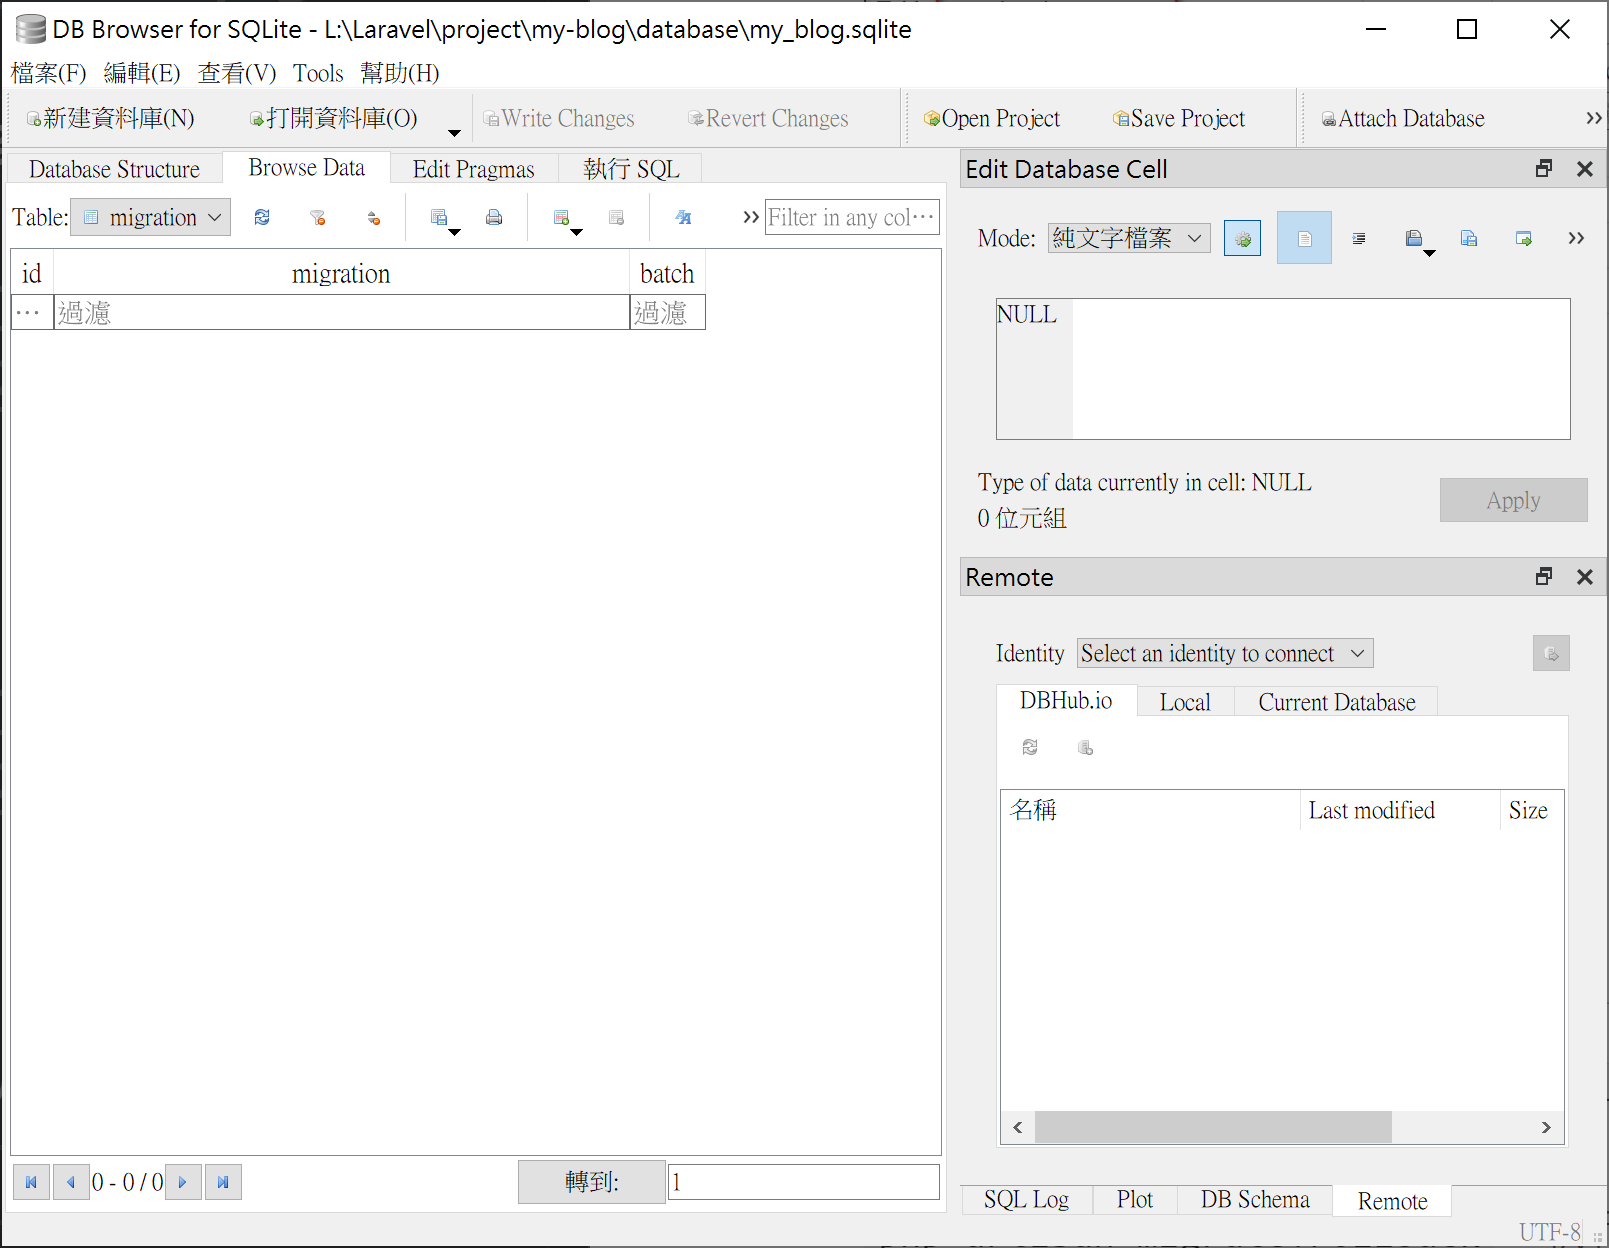 DB Browser for SQLite - L:\Laravel\project\my-blog\database\my_blog.sqlite
檔案(F) 編輯(E) 查看(V) Tools 幫助(H)
新建資料庫(N) 打開資料庫(O) Write Changes Revert Changes Open Project Save Project Attach Database »
Database Structure Browse Data Edit Pragmas 執行 SQL
Table: migration » Filter in any col···
id migration batch
··· 過濾 過濾
0 - 0 / 0 轉到: 1
Edit Database Cell
Mode: 純文字檔案 »
NULL
Type of data currently in cell: NULL
0 位元組
Apply
Remote
Identity Select an identity to connect
DBHub.io Local Current Database
名稱 Last modified Size
SQL Log Plot DB Schema Remote
UTF-8